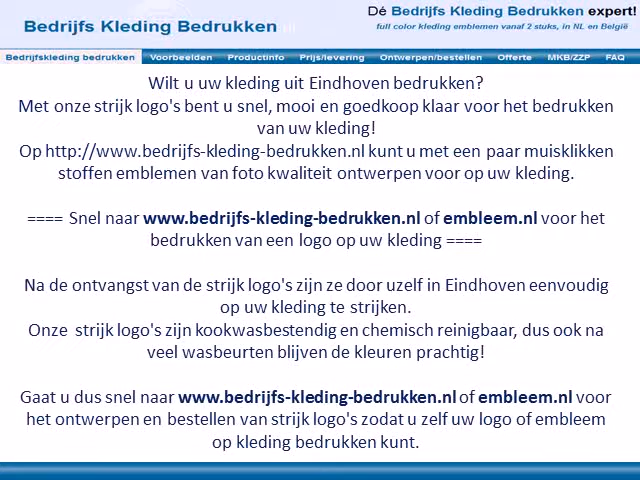 Bedrijfs Kleding Bedrukken
Dé Bedrijfs Kleding Bedrukken expert!
full color kleding emblemen vanaf 2 stuks, in NL en België
Bedrijfskleding bedrukken Voorbeelden Productinfo Prijs/levering Ontwerpen/bestellen Offerte MKB/ZZP FAQ
Wilt u uw kleding uit Eindhoven bedrukken?
Met onze strijk logo's bent u snel, mooi en goedkoop klaar voor het bedrukken
van uw kleding!
Op http://www.bedrijfs-kleding-bedrukken.nl kunt u met een paar muisklikken
stoffen emblemen van foto kwaliteit ontwerpen voor op uw kleding.
==== Snel naar www.bedrijfs-kleding-bedrukken.nl of embleem.nl voor het
bedrukken van een logo op uw kleding ====
Na de ontvangst van de strijk logo's zijn ze door uzelf in Eindhoven eenvoudig
op uw kleding te strijken.
Onze strijk logo's zijn kookwasbestendig en chemisch reinigbaar, dus ook na
veel wasbeurten blijven de kleuren prachtig!
Gaat u dus snel naar www.bedrijfs-kleding-bedrukken.nl of embleem.nl voor
het ontwerpen en bestellen van strijk logo's zodat u zelf uw logo of embleem
op kleding bedrukken kunt.